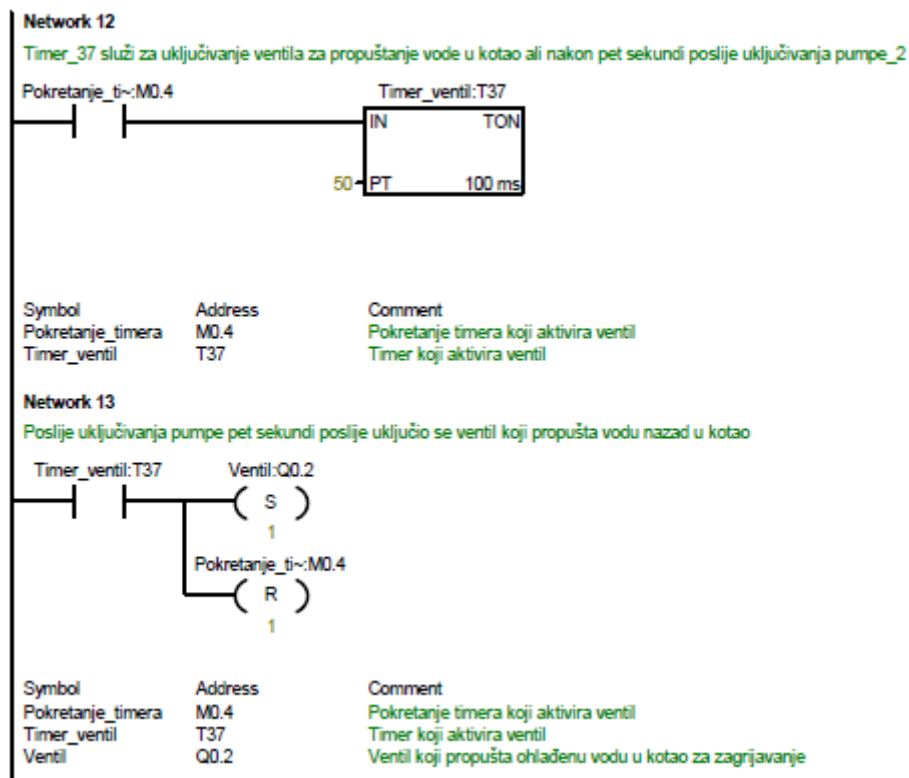 Network 12
Timer_37 služi za uključivanje ventila za propuštanje vode u kotao ali nakon pet sekundi poslije uključivanja pumpe_2
Pokretanje_ti~:M0.4 Timer_ventil:T37
IN TON
50 PT 100 ms
Symbol Address Comment
Pokretanje_timera M0.4 Pokretanje timera koji aktivira ventil
Timer_ventil T37 Timer koji aktivira ventil
Network 13
Poslije uključivanja pumpe pet sekundi poslije uključio se ventil koji propušta vodu nazad u kotao
Timer_ventil:T37 Ventil:Q0.2
S
1
Pokretanje_ti~:M0.4
R
1
Symbol Address Comment
Pokretanje_timera M0.4 Pokretanje timera koji aktivira ventil
Timer_ventil T37 Timer koji aktivira ventil
Ventil Q0.2 Ventil koji propušta ohlađenu vodu u kotao za zagrijavanje